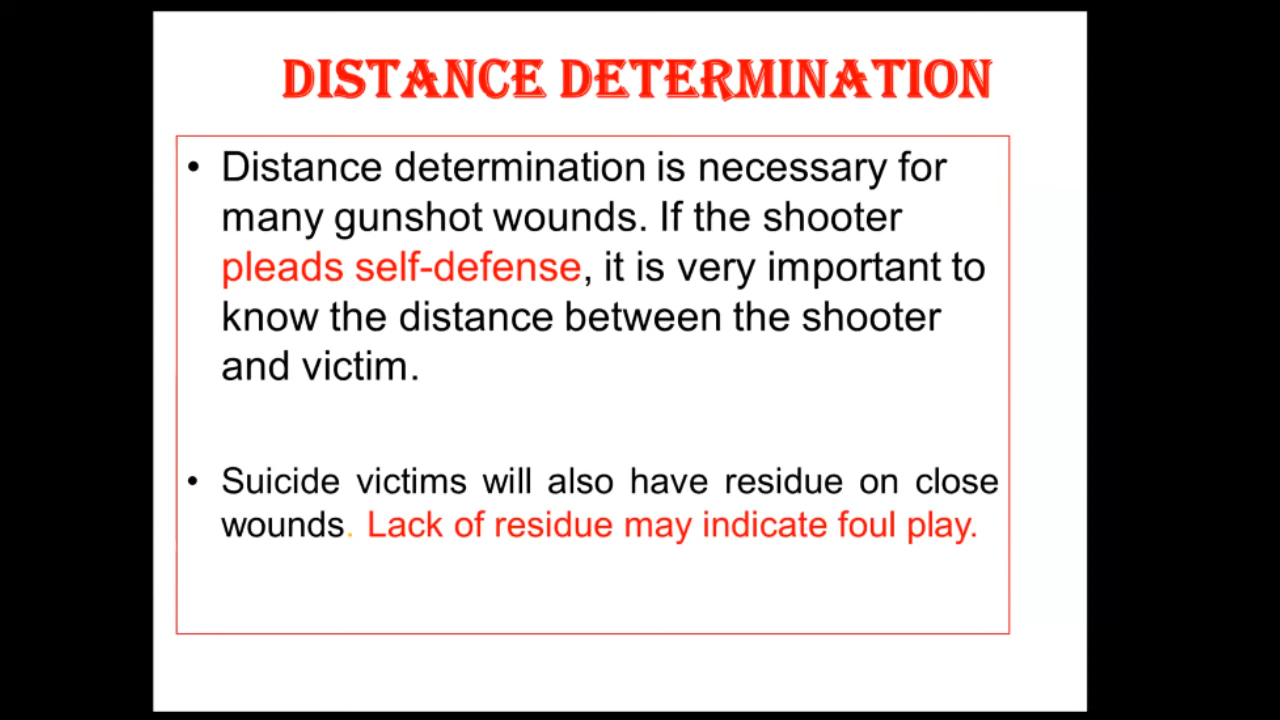 DISTANCE DETERMINATION
• Distance determination is necessary for
many gunshot wounds. If the shooter
pleads self-defense, it is very important to
know the distance between the shooter
and victim.
• Suicide victims will also have residue on close
wounds. Lack of residue may indicate foul play.